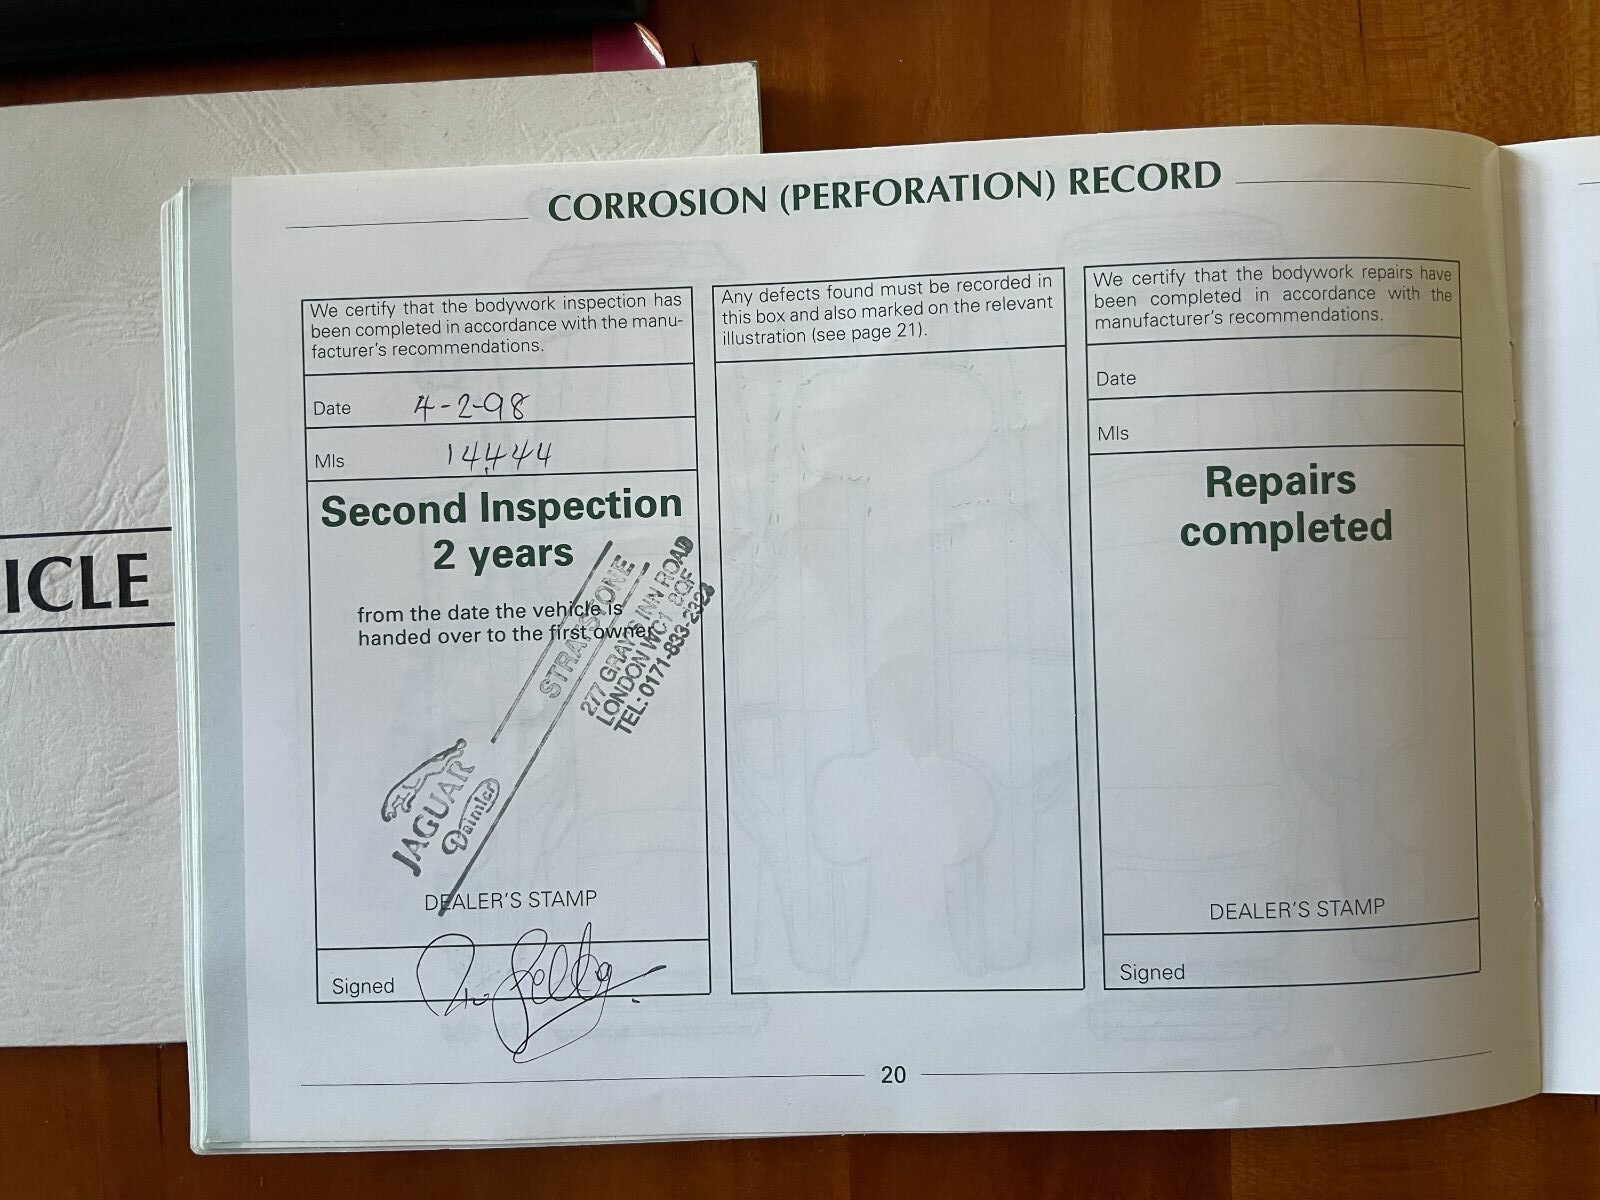 ICLE
CORROSION (PERFORATION) RECORD
We certify that the bodywork inspection has
been completed in accordance with the manu-
facturer's recommendations.
Date 4-2-98
Mls 14444
Second Inspection
2 years
from the date the vehicle is
handed over to the first owner
STRATSTONE
277 GRAY'S INN ROAD
LONDON WC1 8QF
TEL: 0171-833-2328
JAGUAR
Daimler
DEALER'S STAMP
Signed
Any defects found must be recorded in
this box and also marked on the relevant
illustration (see page 21).
We certify that the bodywork repairs have
been completed in accordance with the
manufacturer's recommendations.
Date
Mls
Repairs
completed
DEALER'S STAMP
Signed
20